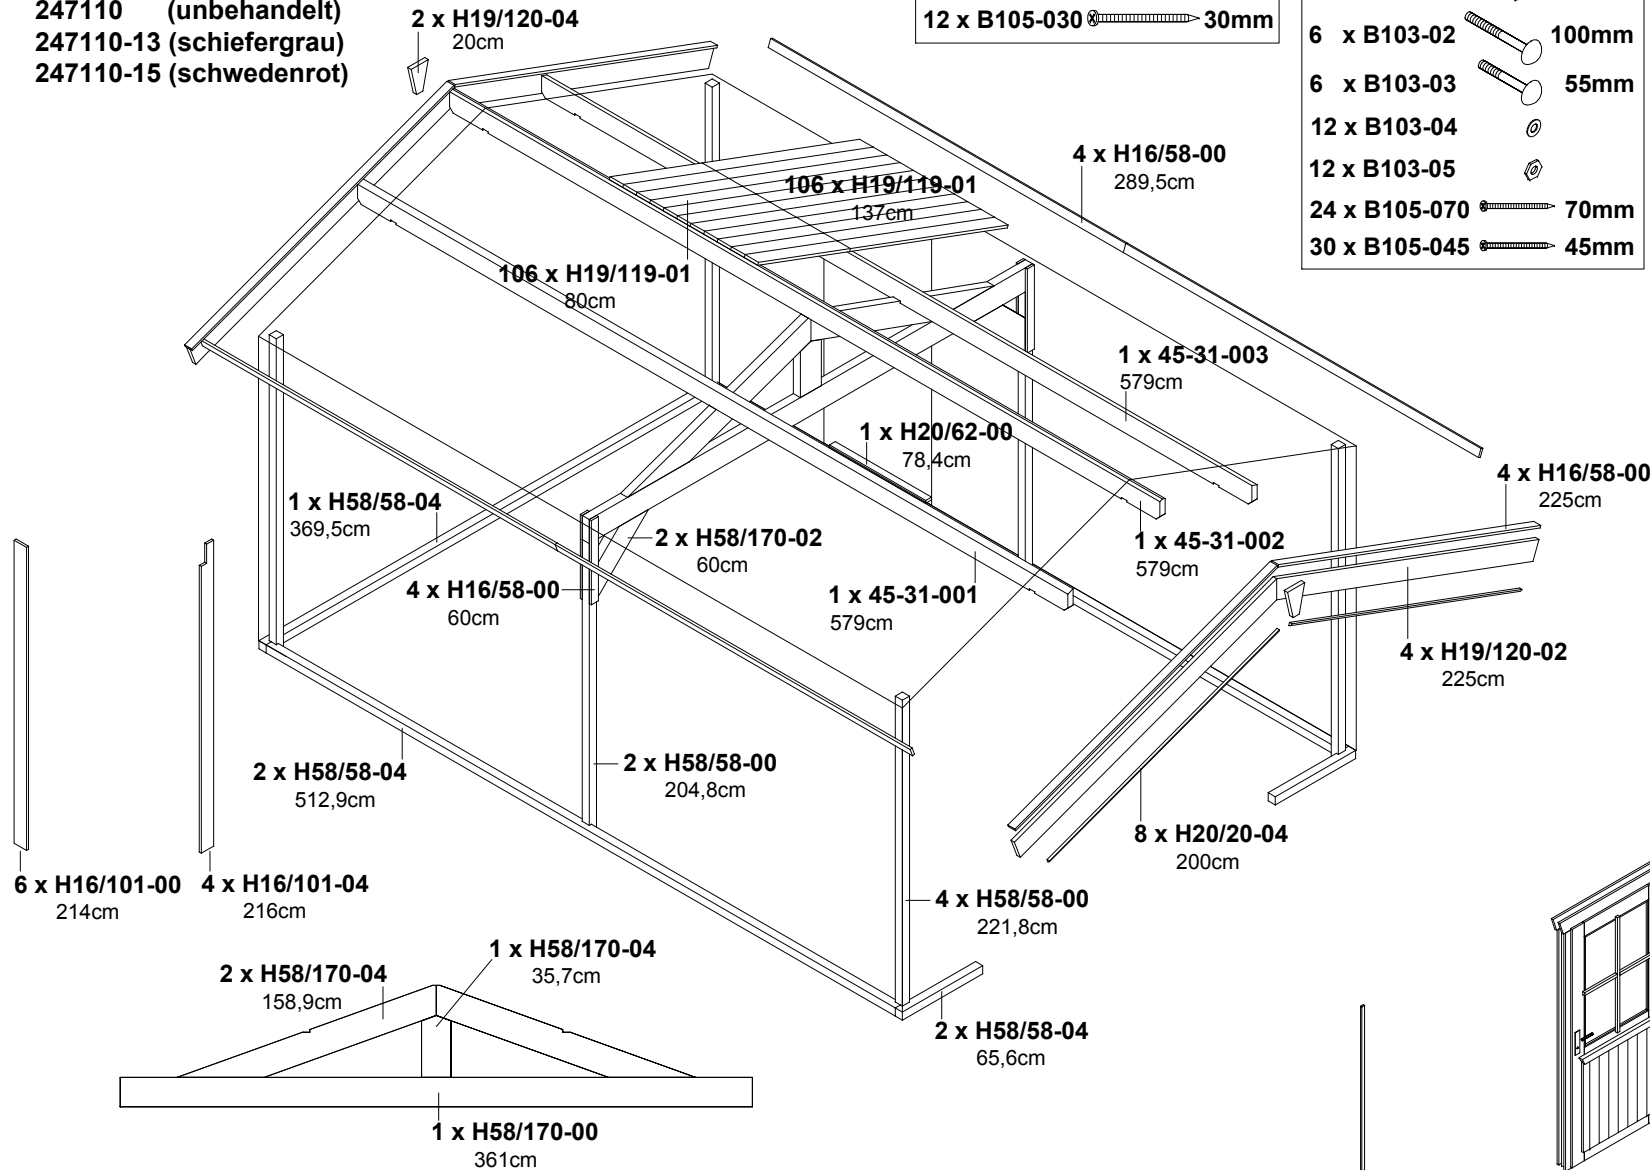 247110 (unbehandelt)
247110-13 (schiefergrau)
247110-15 (schwedenrot)
2 x H19/120-04
20cm
12 x B105-030 30mm
6 x B103-02 100mm
6 x B103-03 55mm
12 x B103-04
12 x B103-05
24 x B105-070 70mm
30 x B105-045 45mm
4 x H16/58-00
289,5cm
106 x H19/119-01
137cm
106 x H19/119-01
80cm
1 x 45-31-003
579cm
1 x H20/62-00
78,4cm
4 x H16/58-00
225cm
1 x H58/58-04
369,5cm
2 x H58/170-02
60cm
1 x 45-31-002
579cm
4 x H16/58-00
60cm
1 x 45-31-001
579cm
4 x H19/120-02
225cm
2 x H58/58-04
512,9cm
2 x H58/58-00
204,8cm
8 x H20/20-04
200cm
6 x H16/101-00
214cm
4 x H16/101-04
216cm
4 x H58/58-00
221,8cm
1 x H58/170-04
35,7cm
2 x H58/170-04
158,9cm
2 x H58/58-04
65,6cm
1 x H58/170-00
361cm